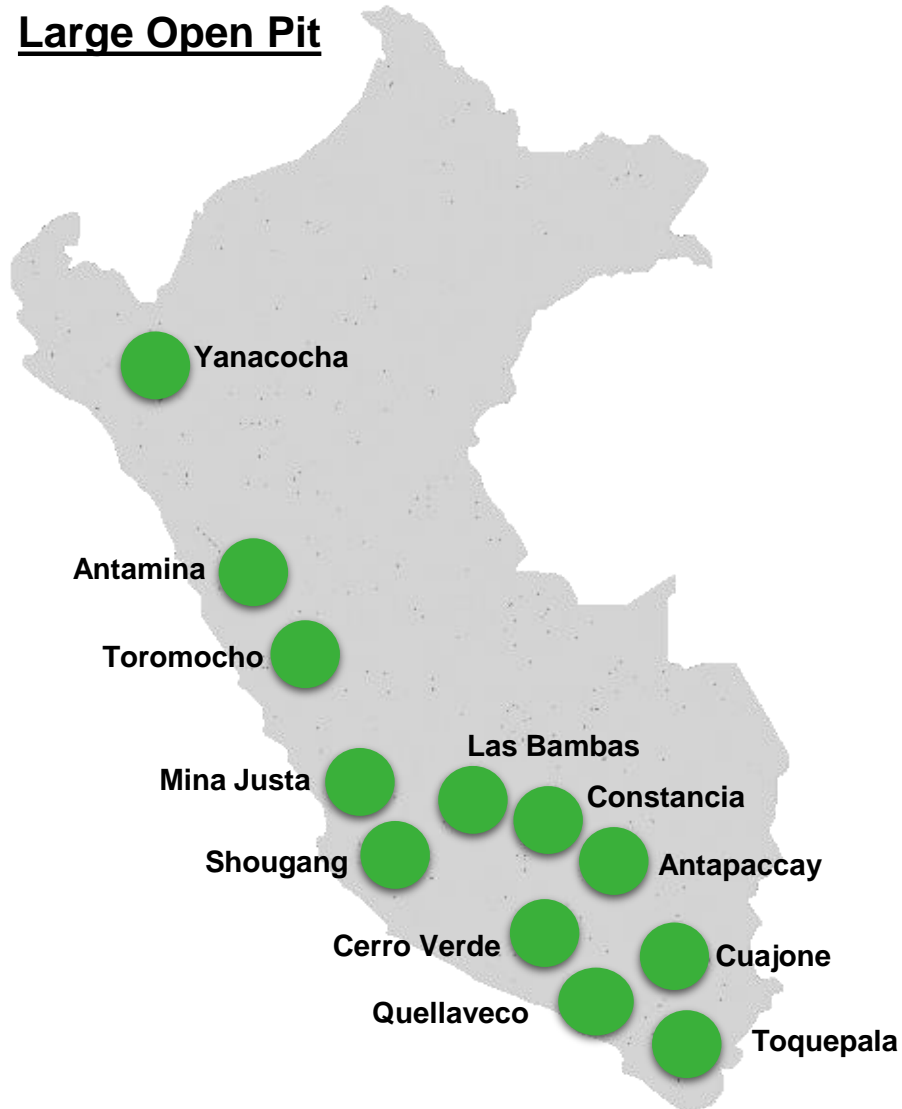 Large Open Pit
Yanacocha
Antamina
Toromocho
Las Bambas
Mina Justa
Constancia
Shougang
Antapaccay
Cerro Verde
Cuajone
Quellaveco
Toquepala